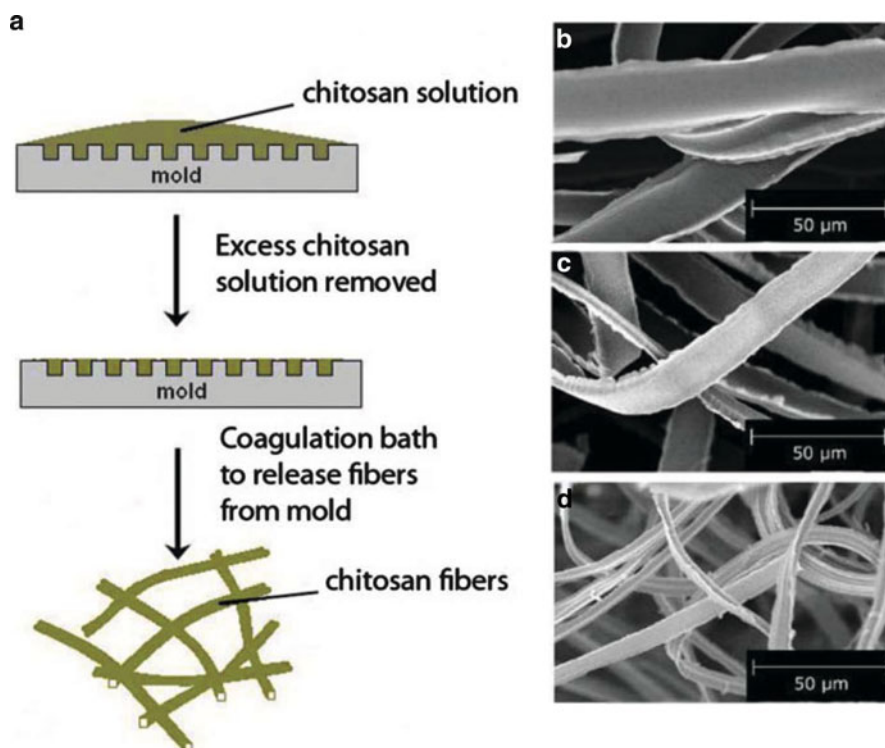 a
chitosan solution
mold
Excess chitosan
solution removed
mold
Coagulation bath
to release fibers
from mold
chitosan fibers
b
50 µm
c
50 µm
d
50 µm